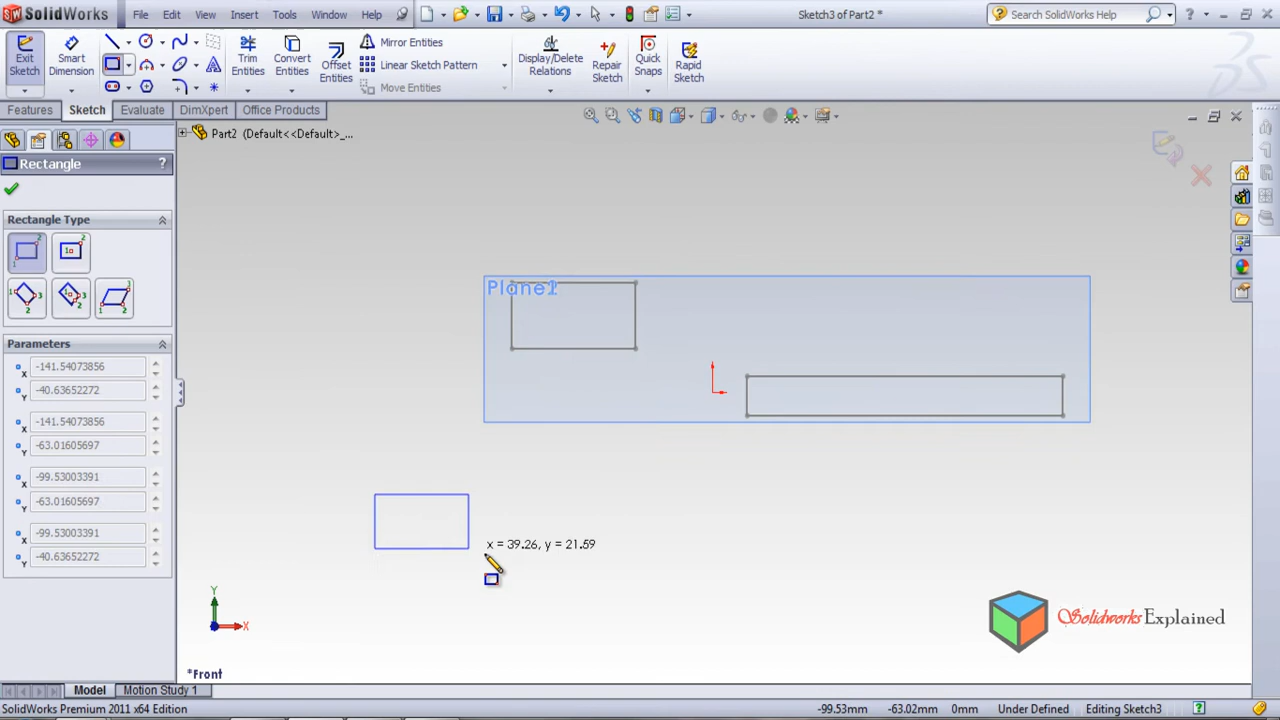 SolidWorks File Edit View Insert Tools Window Help Sketch3 of Part2 * Search SolidWorks Help
Exit Sketch
Smart Dimension
Trim Entities
Convert Entities
Offset Entities
Mirror Entities
Linear Sketch Pattern
Move Entities
Display/Delete Relations
Repair Sketch
Quick Snaps
Rapid Sketch
Features Sketch Evaluate DimXpert Office Products
Part2 (Default<<Default>_...
Rectangle ?
Rectangle Type
Parameters
X -141.54073856
Y -40.63652272
X -141.54073856
Y -63.01605697
X -99.53003391
Y -63.01605697
X -99.53003391
Y -40.63652272
x = 39.26, y = 21.59
Y
X
*Front
Solidworks Explained
Model Motion Study 1
SolidWorks Premium 2011 x64 Edition -99.53mm -63.02mm 0mm Under Defined Editing Sketch3